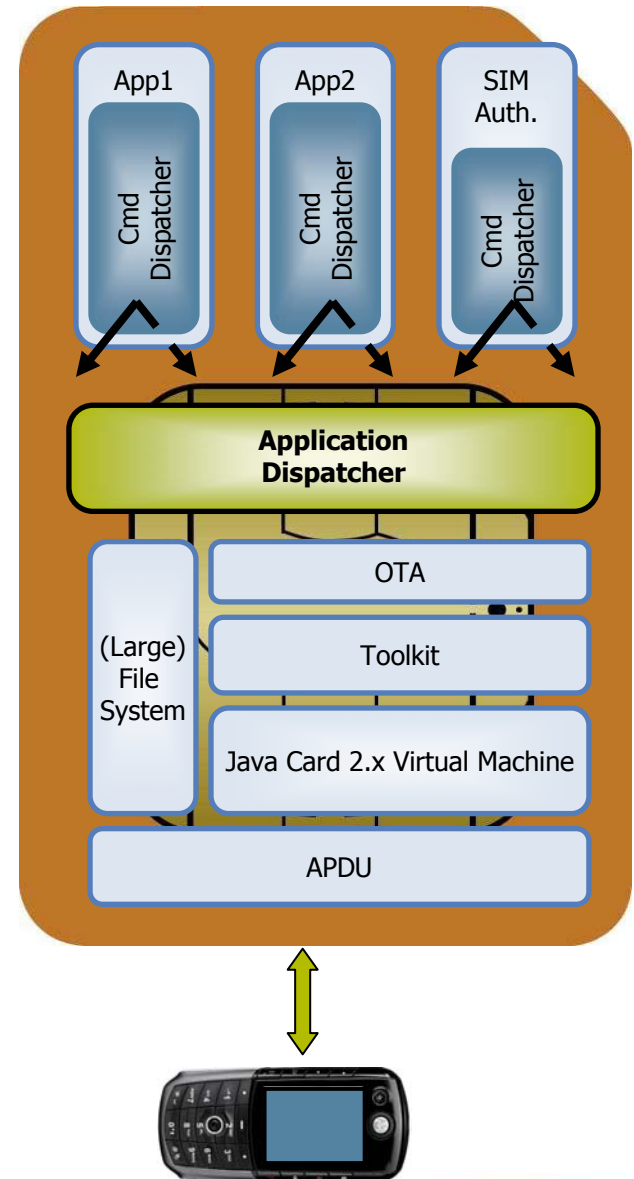 App1
Cmd
Dispatcher
App2
Cmd
Dispatcher
SIM
Auth.
Cmd
Dispatcher
Application
Dispatcher
(Large)
File
System
OTA
Toolkit
Java Card 2.x Virtual Machine
APDU